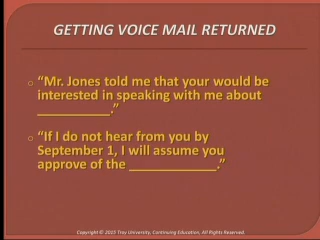 GETTING VOICE MAIL RETURNED
o "Mr. Jones told me that your would be
interested in speaking with me about
__________."
o "If I do not hear from you by
September 1, I will assume you
approve of the ____________."
Copyright © 2015 Troy University, Continuing Education, All Rights Reserved.